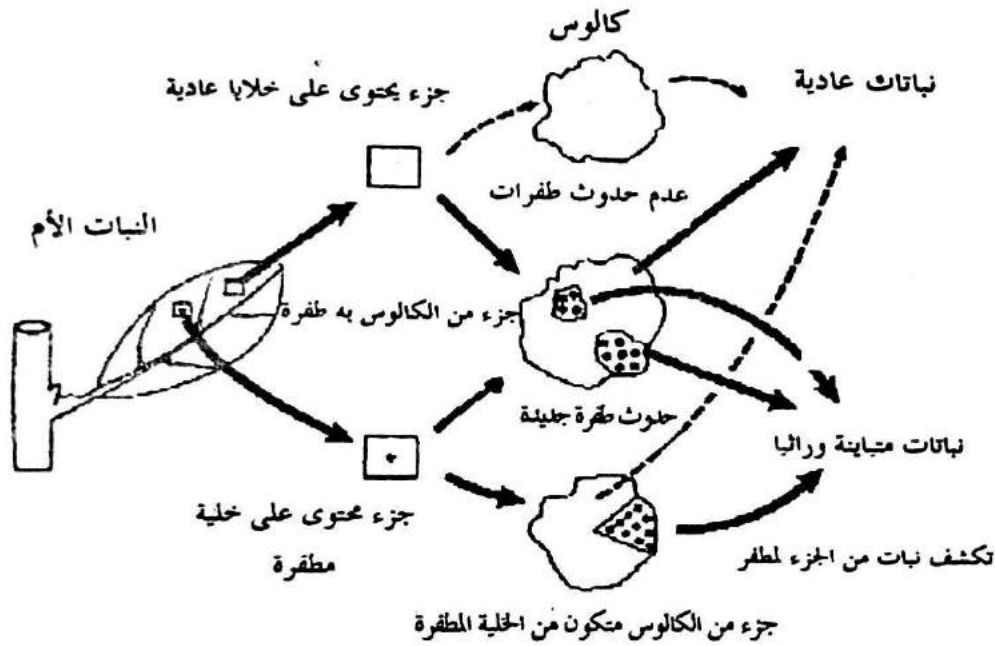 كالوس
نباتات عادية
جزء يحتوى على خلايا عادية
عدم حدوث طفرات
النبات الأم
جزء من الكالوس به طفرة
حدوث طفرة جديدة
نباتات متباينة وراثيا
جزء محتوى على خلية
مطفرة
تكشف نبات من الجزء لمطفر
جزء من الكالوس متكون من الخلية المطفرة